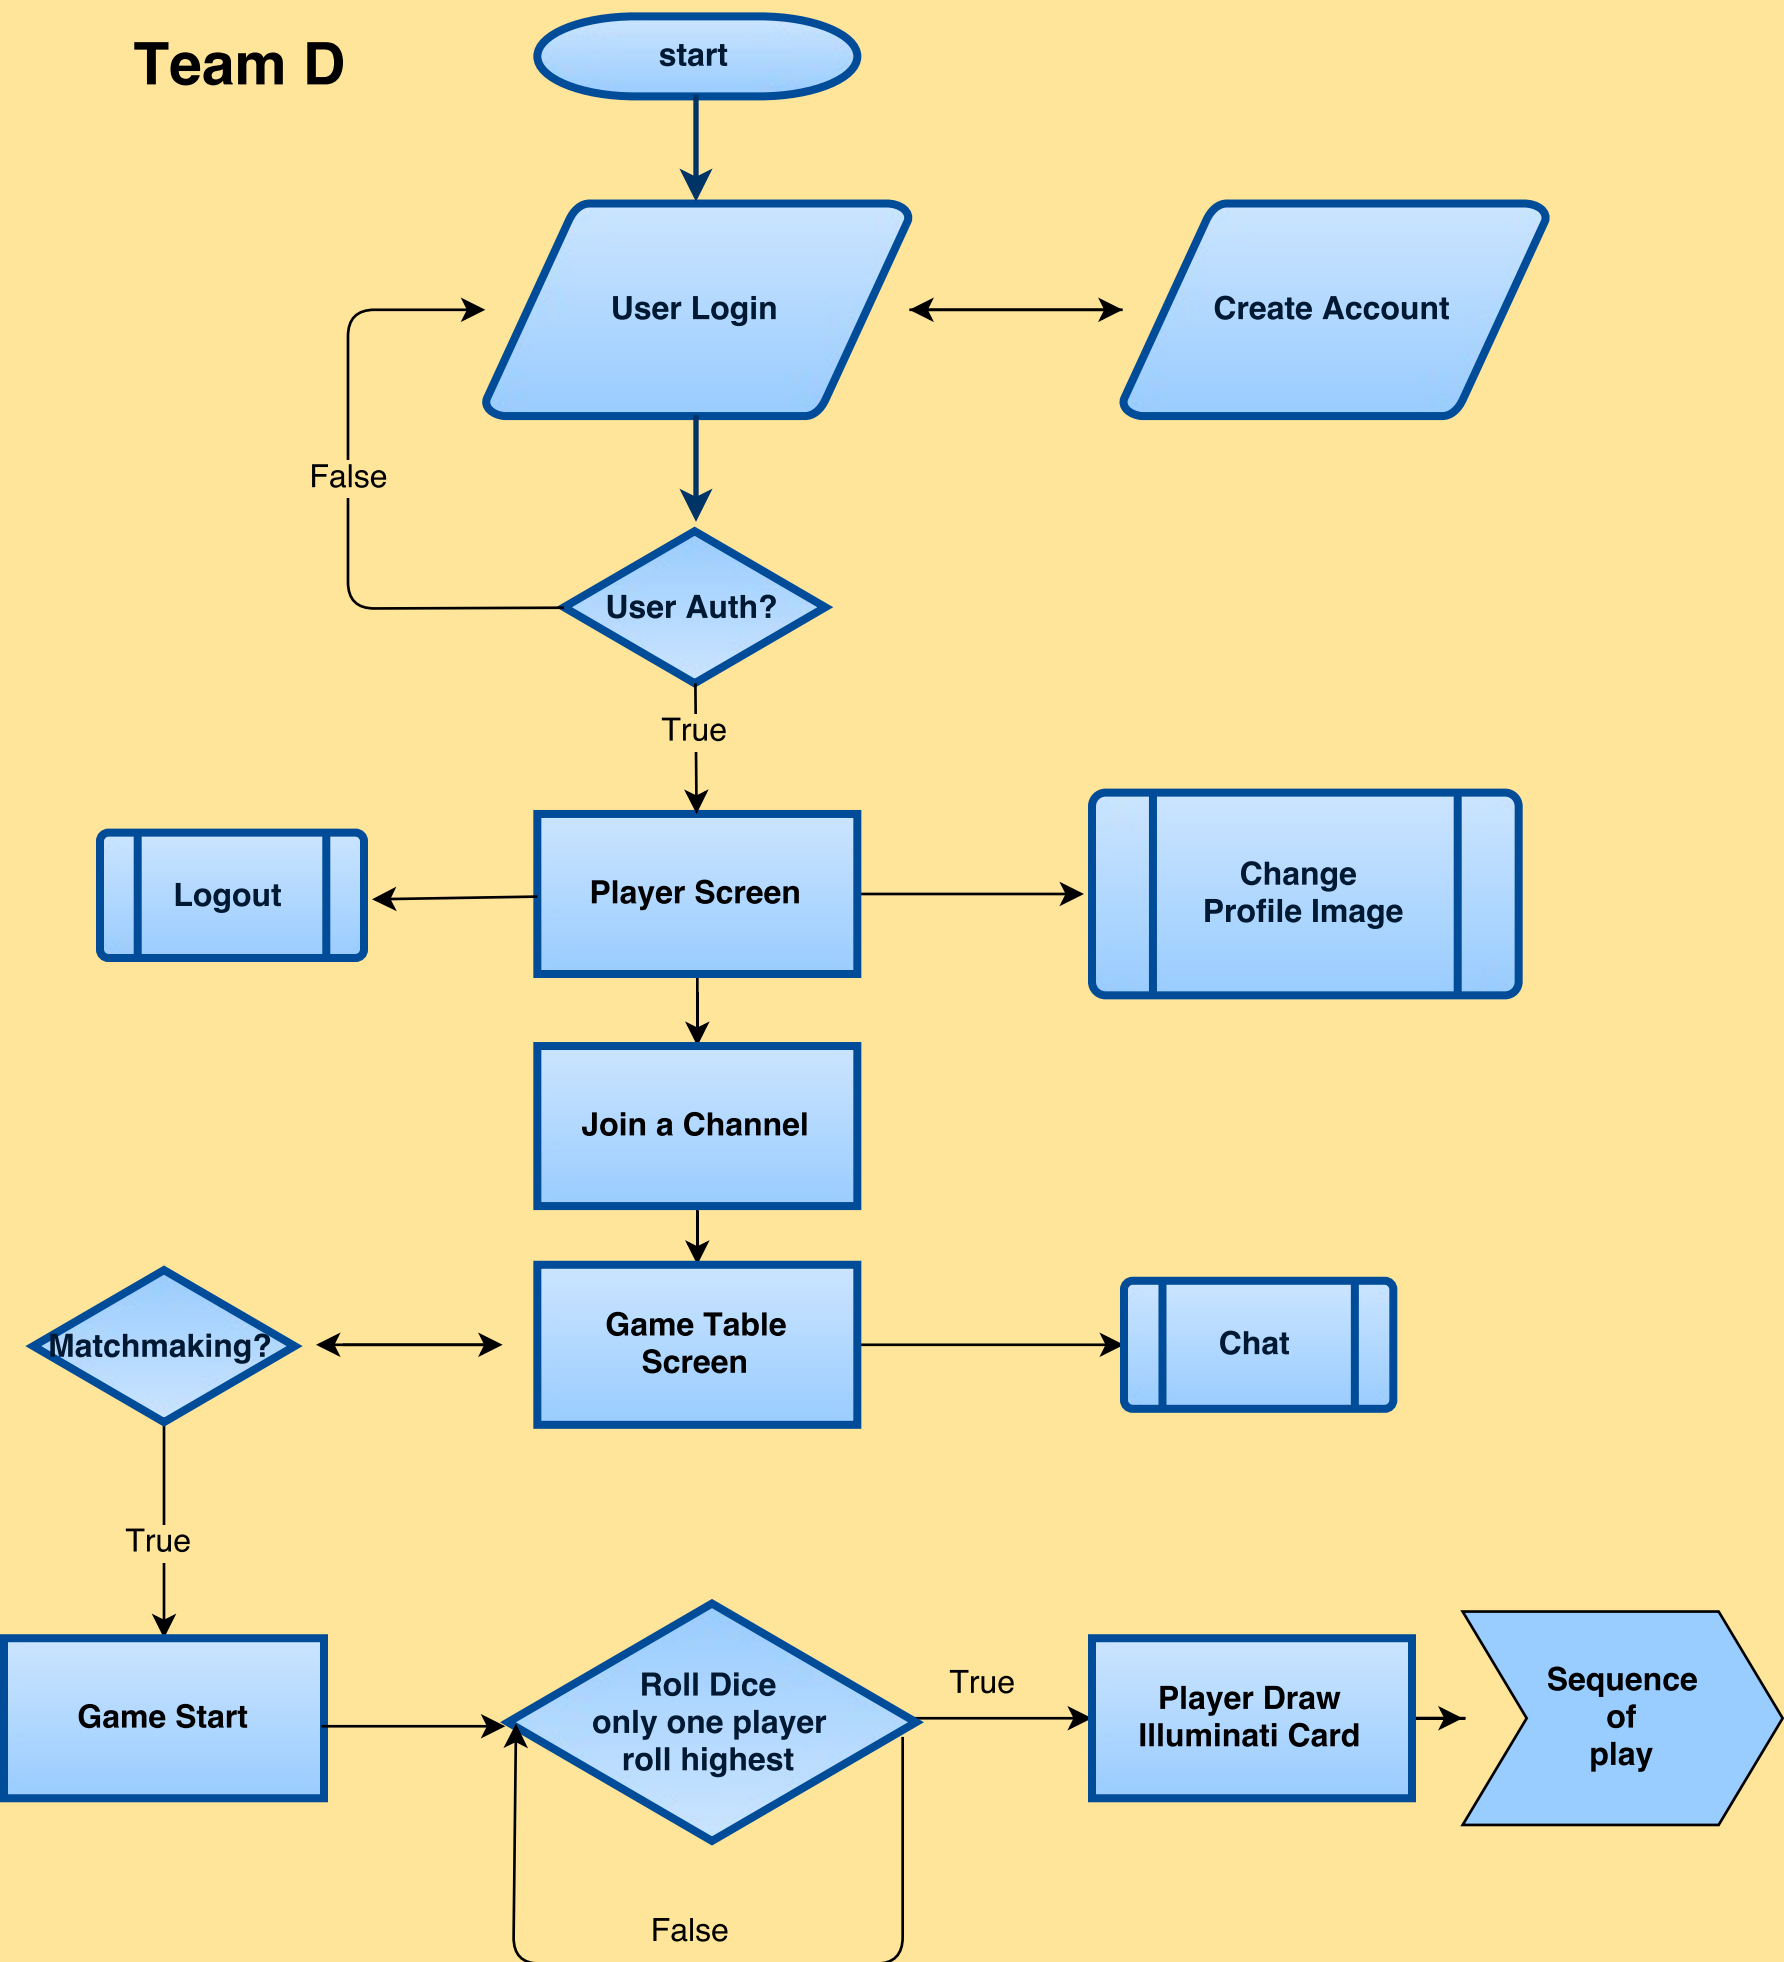 Team D
start
User Login
Create Account
False
User Auth?
True
Logout
Player Screen
Change
Profile Image
Join a Channel
Matchmaking?
Game Table
Screen
Chat
True
Game Start
Roll Dice
only one player
roll highest
True
Player Draw
Illuminati Card
Sequence
of
play
False